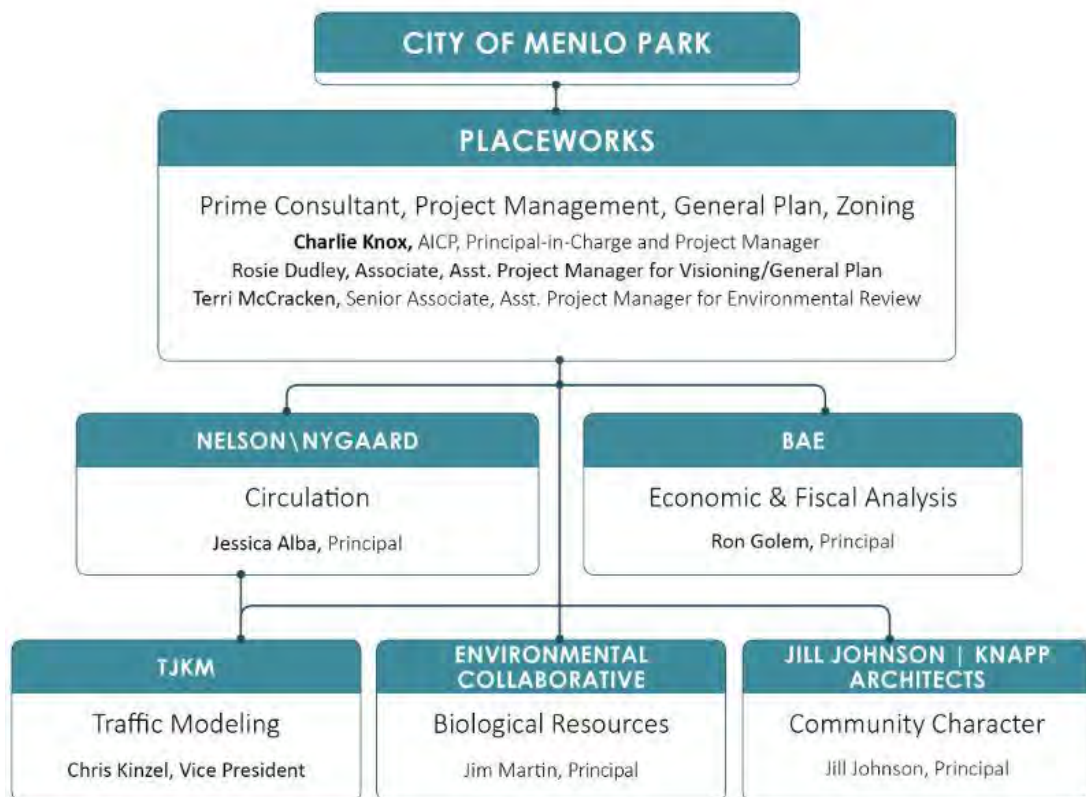 CITY OF MENLO PARK
PLACEWORKS
Prime Consultant, Project Management, General Plan, Zoning
Charlie Knox, AICP, Principal-in-Charge and Project Manager
Rosie Dudley, Associate, Asst. Project Manager for Visioning/General Plan
Terri McCracken, Senior Associate, Asst. Project Manager for Environmental Review
NELSON\NYGAARD
Circulation
Jessica Alba, Principal
BAE
Economic & Fiscal Analysis
Ron Golem, Principal
TJKM
Traffic Modeling
Chris Kinzel, Vice President
ENVIRONMENTAL
COLLABORATIVE
Biological Resources
Jim Martin, Principal
JILL JOHNSON | KNAPP
ARCHITECTS
Community Character
Jill Johnson, Principal